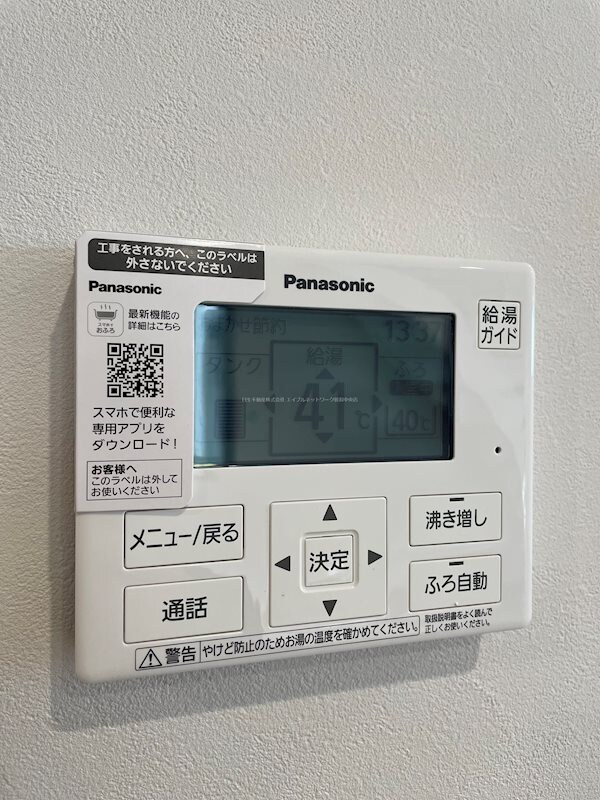 工事をされる方へ、このラベルは
外さないでください
Panasonic
最新機能の
詳細はこちら
おふろ
スマホで便利な
専用アプリを
ダウンロード!
お客様へ
このラベルは外して
お使いください
Panasonic
給湯
ガイド
タンク
給湯
41℃
ふろ
40℃
メニュー/戻る
決定
沸き増し
通話
ふろ自動
取扱説明書をよく読んで
正しくお使いください。
警告 やけど防止のためお湯の温度を確かめてください。